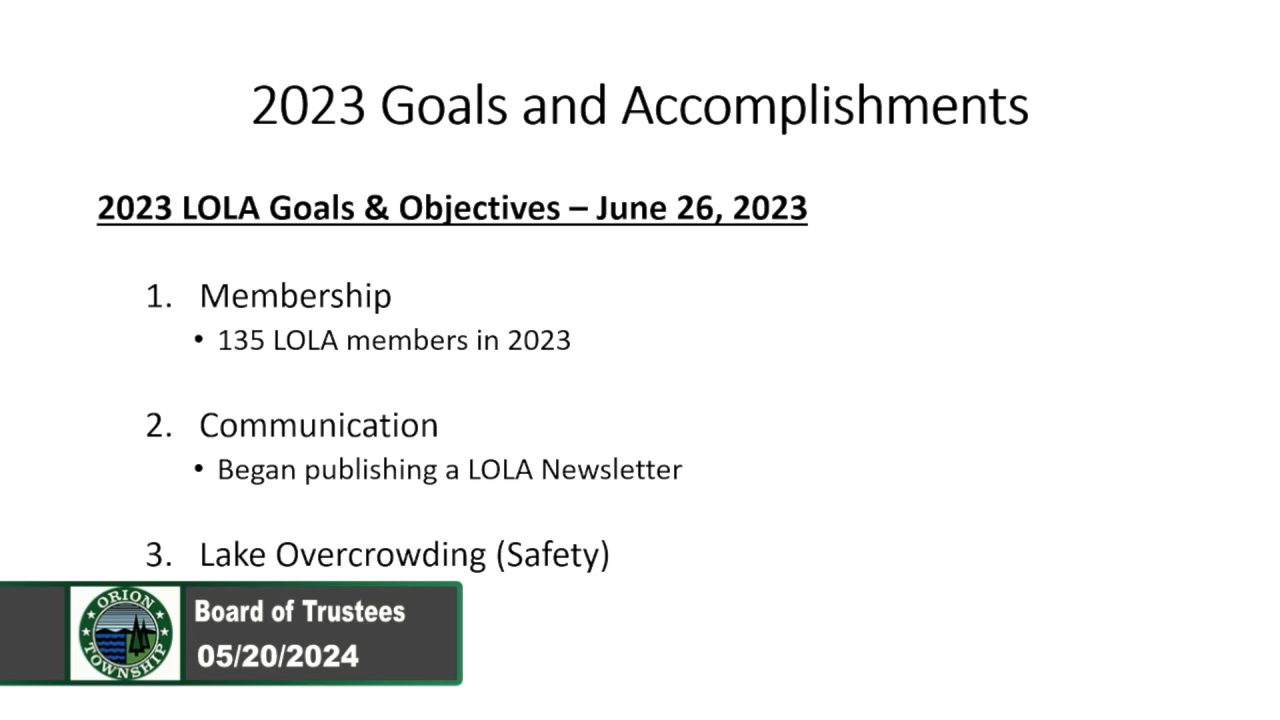 2023 Goals and Accomplishments
2023 LOLA Goals & Objectives – June 26, 2023
1. Membership
• 135 LOLA members in 2023
2. Communication
• Began publishing a LOLA Newsletter
3. Lake Overcrowding (Safety)
ORION
TOWNSHIP
Board of Trustees
05/20/2024